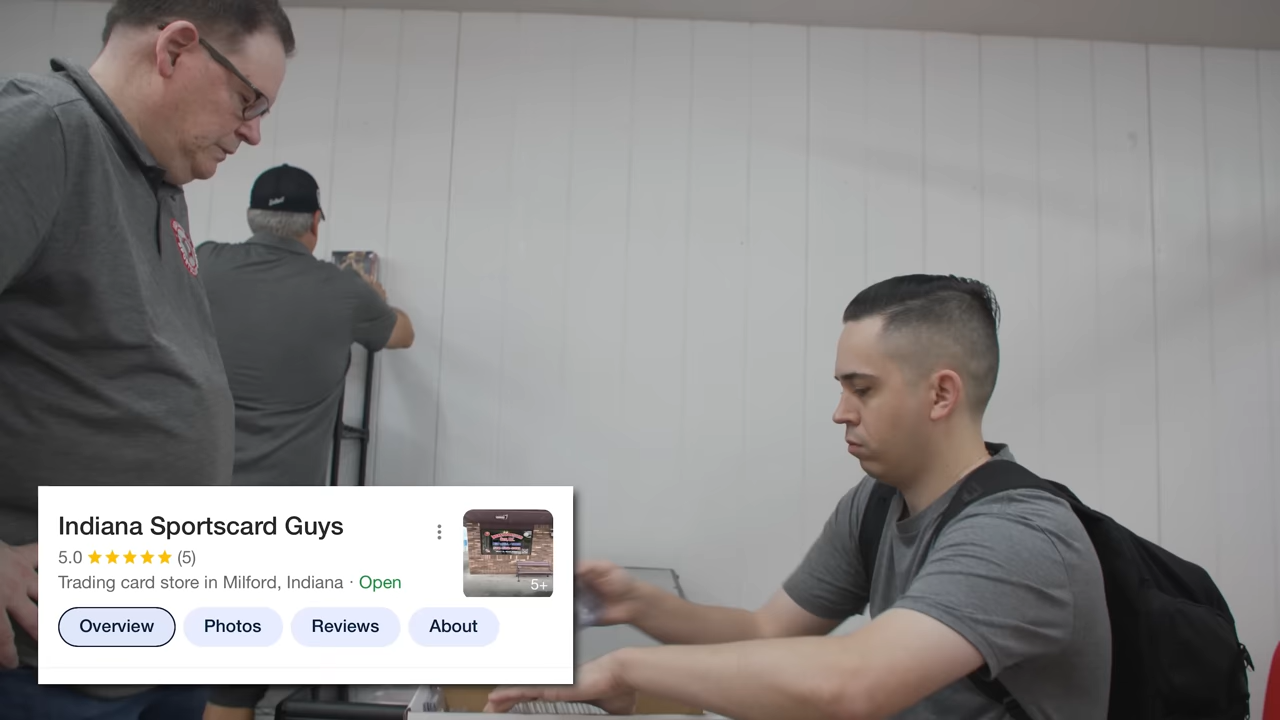 Indiana Sportscard Guys
5.0 ★★★★★ (5)
Trading card store in Milford, Indiana · Open
5+
Overview
Photos
Reviews
About